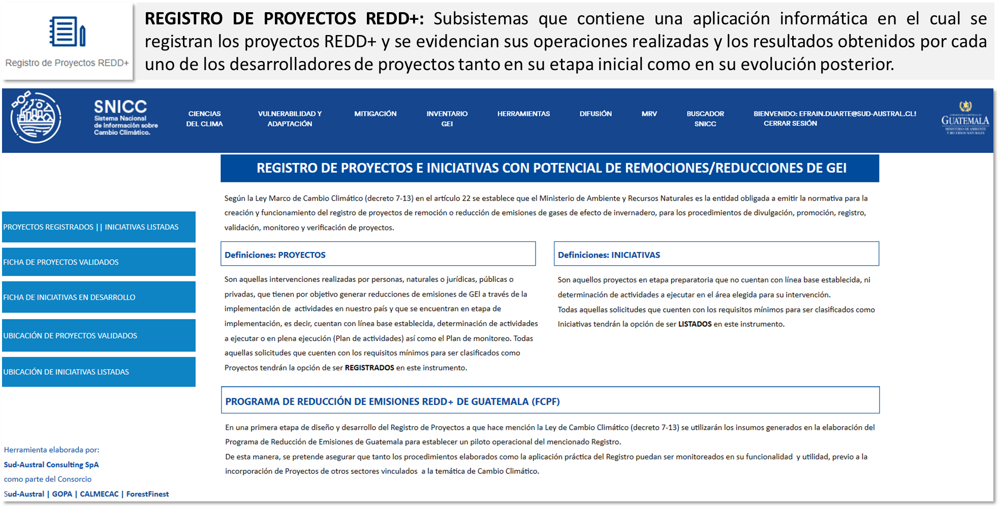 Registro de Proyectos REDD+
REGISTRO DE PROYECTOS REDD+: Subsistemas que contiene una aplicación informática en el cual se
registran los proyectos REDD+ y se evidencian sus operaciones realizadas y los resultados obtenidos por cada
uno de los desarrolladores de proyectos tanto en su etapa inicial como en su evolución posterior.
SNICC
Sistema Nacional
de Información sobre
Cambio Climático.
CIENCIAS
DEL CLIMA
VULNERABILIDAD Y
ADAPTACIÓN
MITIGACIÓN
INVENTARIO
GEI
HERRAMIENTAS
DIFUSIÓN
MRV
BUSCADOR
SNICC
BIENVENIDO: EFRAIN.DUARTE@SUD-AUSTRAL.CL!
CERRAR SESIÓN
GUATEMALA
MINISTERIO DE AMBIENTE
Y RECURSOS NATURALES
REGISTRO DE PROYECTOS E INICIATIVAS CON POTENCIAL DE REMOCIONES/REDUCCIONES DE GEI
Según la Ley Marco de Cambio Climático (decreto 7-13) en el artículo 22 se establece que el Ministerio de Ambiente y Recursos Naturales es la entidad obligada a emitir la normativa para la
creación y funcionamiento del registro de proyectos de remoción o reducción de emisiones de gases de efecto de invernadero, para los procedimientos de divulgación, promoción, registro,
validación, monitoreo y verificación de proyectos.
PROYECTOS REGISTRADOS || INICIATIVAS LISTADAS
FICHA DE PROYECTOS VALIDADOS
FICHA DE INICIATIVAS EN DESARROLLO
UBICACIÓN DE PROYECTOS VALIDADOS
UBICACIÓN DE INICIATIVAS LISTADAS
Definiciones: PROYECTOS
Son aquellas intervenciones realizadas por personas, naturales o jurídicas, públicas o
privadas, que tienen por objetivo generar reducciones de emisiones de GEI a través de la
implementación de actividades en nuestro país y que se encuentran en etapa de
implementación, es decir, cuentan con línea base establecida, determinación de actividades
a ejecutar o en plena ejecución (Plan de actividades) así como el Plan de monitoreo. Todas
aquellas solicitudes que cuenten con los requisitos mínimos para ser clasificados como
Proyectos tendrán la opción de ser REGISTRADOS en este instrumento.
Definiciones: INICIATIVAS
Son aquellos proyectos en etapa preparatoria que no cuentan con línea base establecida, ni
determinación de actividades a ejecutar en el área elegida para su intervención.
Todas aquellas solicitudes que cuenten con los requisitos mínimos para ser clasificados como
Iniciativas tendrán la opción de ser LISTADOS en este instrumento.
PROGRAMA DE REDUCCIÓN DE EMISIONES REDD+ DE GUATEMALA (FCPF)
En una primera etapa de diseño y desarrollo del Registro de Proyectos a que hace mención la Ley de Cambio Climático (decreto 7-13) se utilizarán los insumos generados en la elaboración del
Programa de Reducción de Emisiones de Guatemala para establecer un piloto operacional del mencionado Registro.
De esta manera, se pretende asegurar que tanto los procedimientos elaborados como la aplicación práctica del Registro puedan ser monitoreados en su funcionalidad y utilidad, previo a la
incorporación de Proyectos de otros sectores vinculados a la temática de Cambio Climático.
Herramienta elaborada por:
Sud-Austral Consulting SpA
como parte del Consorcio
Sud-Austral | GOPA | CALMECAC | ForestFinest